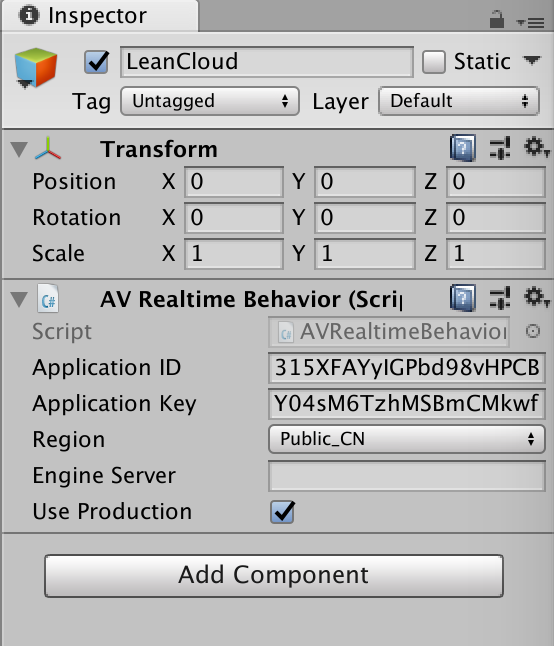 Inspector
LeanCloud Static
Tag Untagged Layer Default
Transform
Position X 0 Y 0 Z 0
Rotation X 0 Y 0 Z 0
Scale X 1 Y 1 Z 1
C# AV Realtime Behavior (Scrip
Script C# AVRealtimeBehavior
Application ID 315XFAYyIGPbd98vHPCB
Application Key Y04sM6TzhMSBmCMkwf
Region Public_CN
Engine Server
Use Production
Add Component